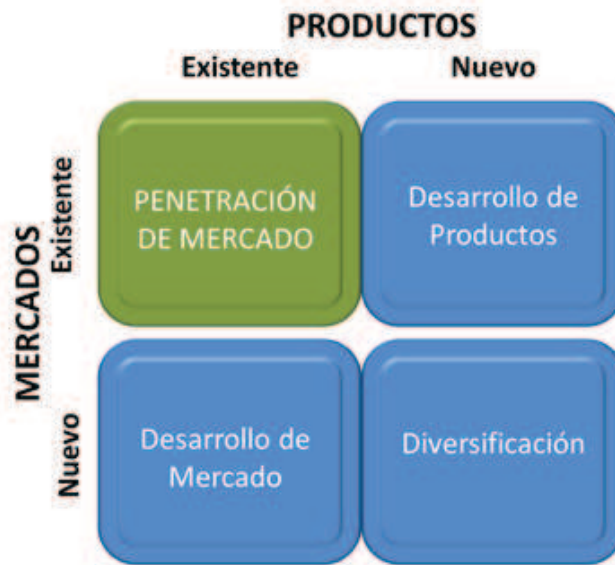 PRODUCTOS
Existente
Nuevo
MERCADOS
Existente
PENETRACIÓN
DE MERCADO
Desarrollo de
Productos
Nuevo
Desarrollo de
Mercado
Diversificación